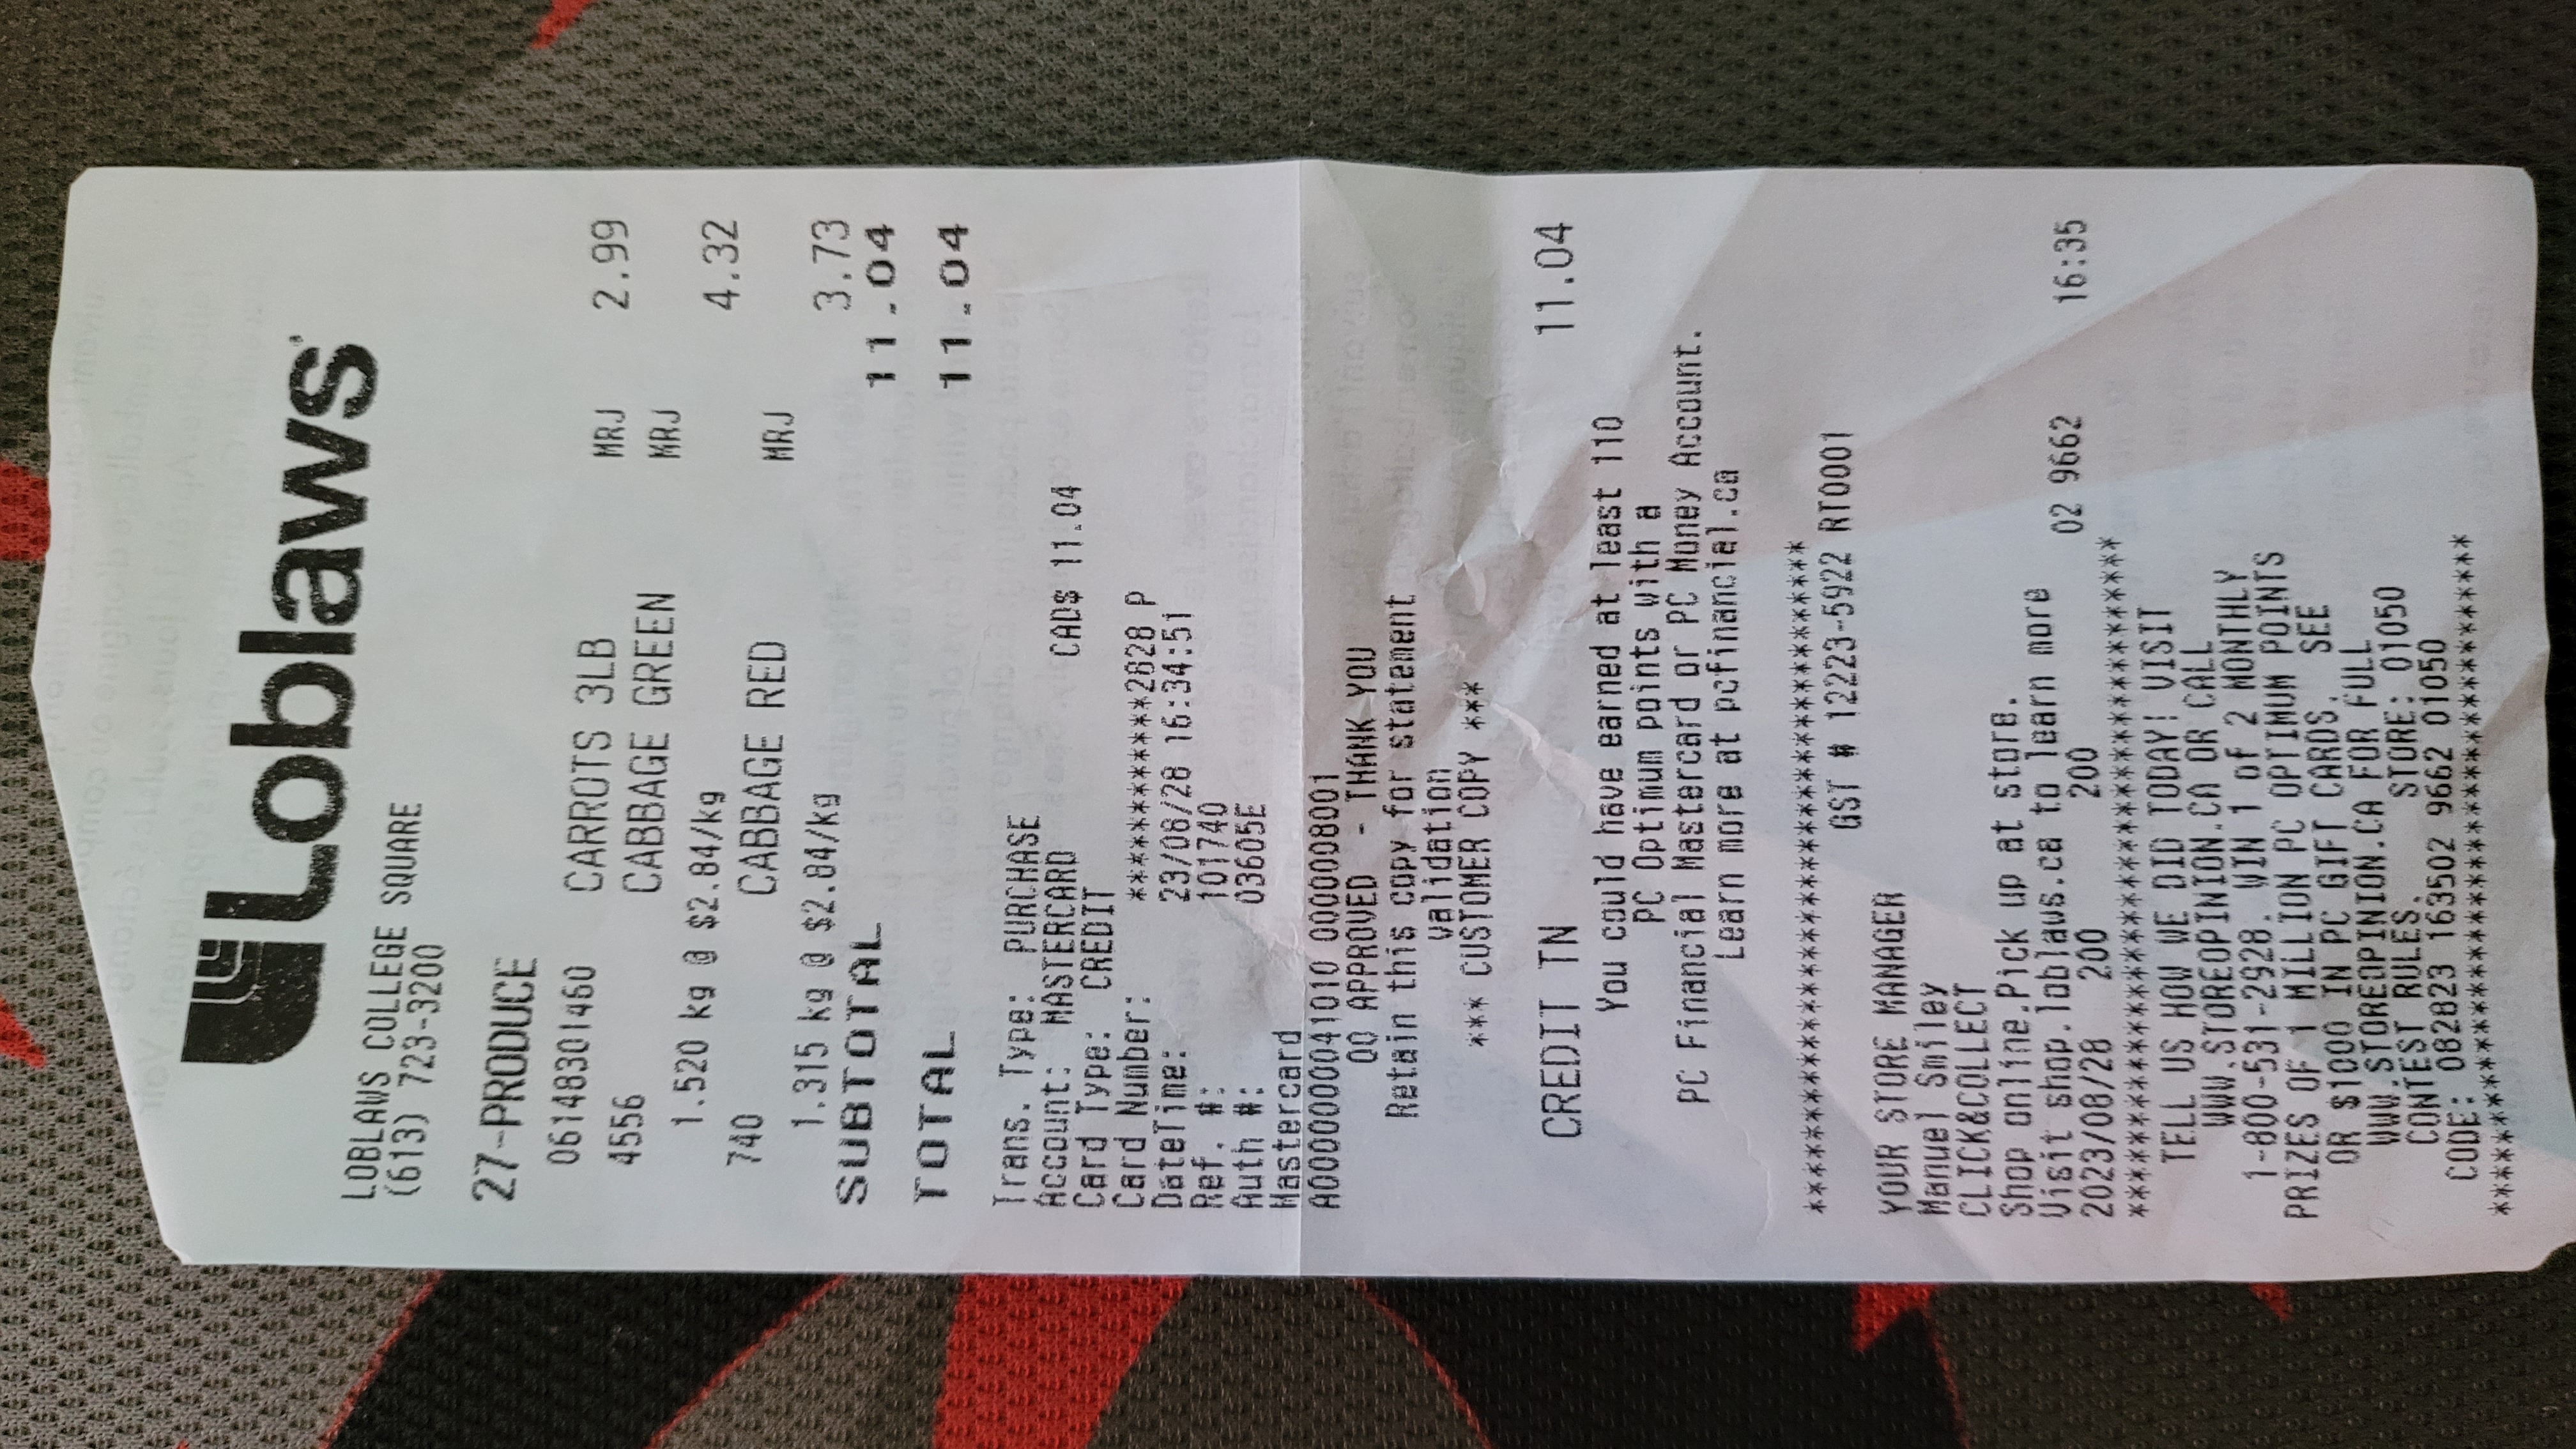 Loblaws
LOBLAWS COLLEGE SQUARE
(613) 723-3200
27-PRODUCE
06148301460 CARROTS 3LB MRJ 2.99
4556 CABBAGE GREEN MRJ
1.520 kg @ $2.84/kg 4.32
740 CABBAGE RED MRJ
1.315 kg @ $2.84/kg 3.73
SUBTOTAL 11.04
TOTAL 11.04
Trans. Type: PURCHASE
Account: MASTERCARD CAD$ 11.04
Card Type: CREDIT
Card Number: ************2828 P
DateTime: 23/08/28 16:34:51
Ref. #: 101740
Auth #: 03605E
Mastercard
A0000000041010 0000008001
00 APPROVED - THANK YOU
Retain this copy for statement
validation
*** CUSTOMER COPY ***
CREDIT TN 11.04
You could have earned at least 110
PC Optimum points with a
PC Financial Mastercard or PC Money Account.
Learn more at pcfinancial.ca
*************************************
GST # 12223-5922 RT0001
YOUR STORE MANAGER
Manuel Smiley
CLICK&COLLECT
Shop online.Pick up at store.
Visit shop.loblaws.ca to learn more
2023/08/28 200 200 02 9662 16:35
*************************************
TELL US HOW WE DID TODAY! VISIT
WWW.STOREOPINION.CA OR CALL
1-800-531-2928. WIN 1 of 2 MONTHLY
PRIZES OF 1 MILLION PC OPTIMUM POINTS
OR $1000 IN PC GIFT CARDS. SEE
WWW.STOREOPINION.CA FOR FULL
CONTEST RULES. STORE: 01050
CODE: 082823 163502 9662 01050
*************************************